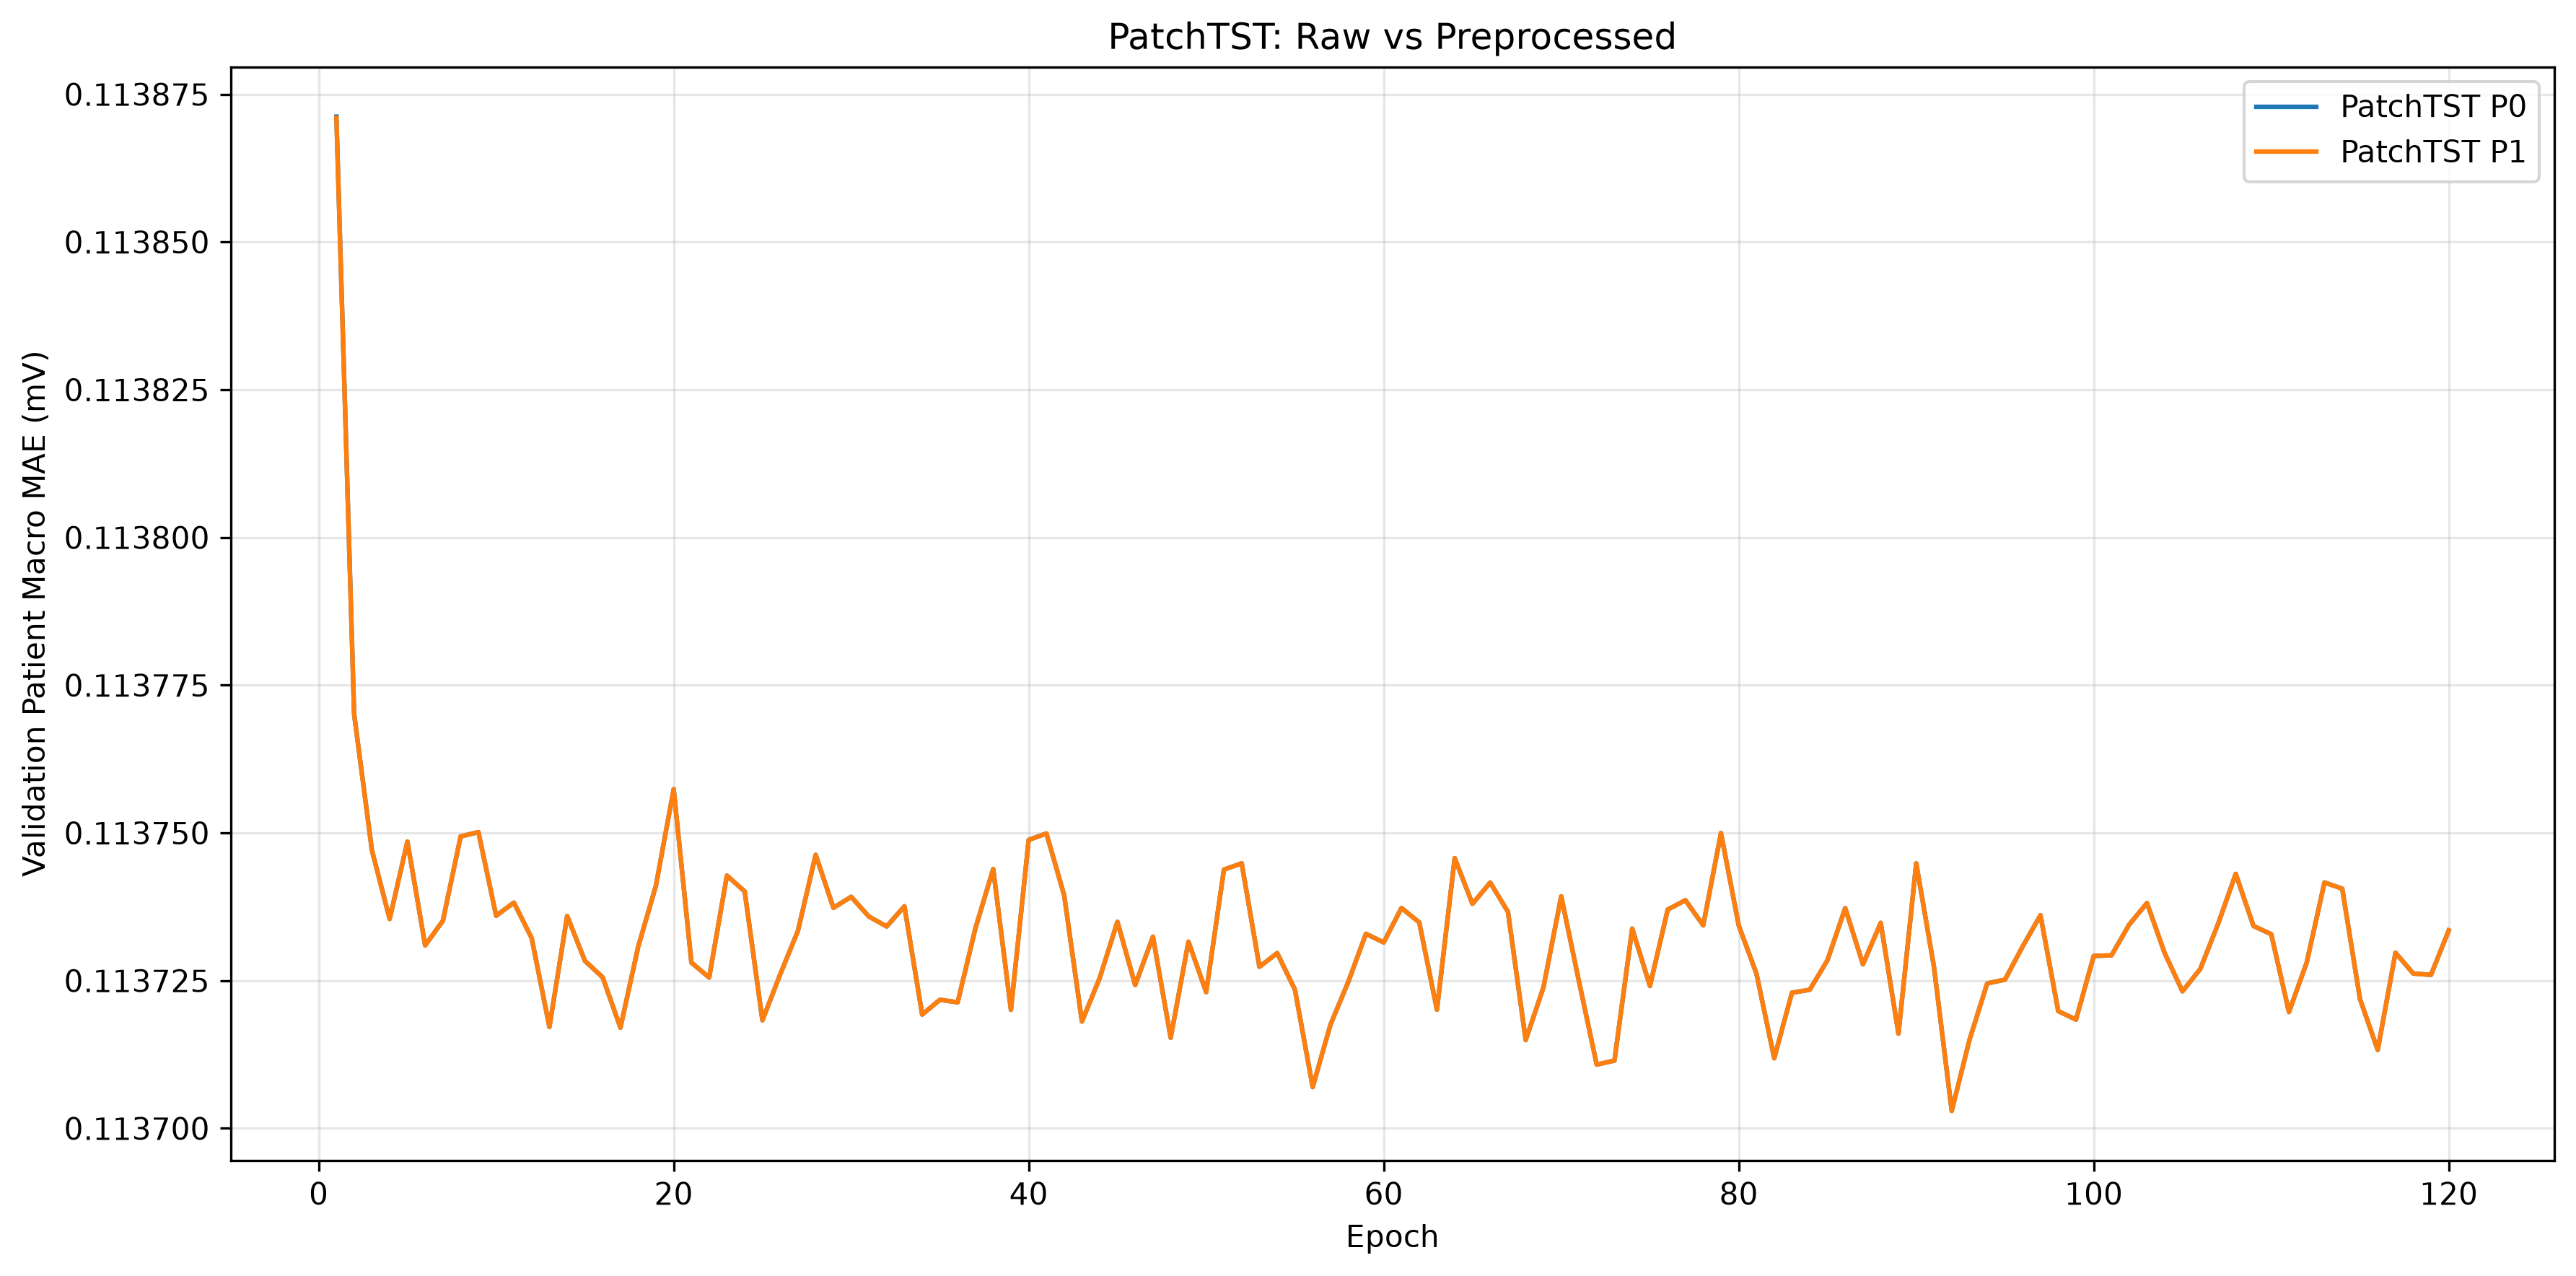 PatchTST: Raw vs Preprocessed
PatchTST P0
PatchTST P1
Validation Patient Macro MAE (mV)
0.113875
0.113850
0.113825
0.113800
0.113775
0.113750
0.113725
0.113700
0 20 40 60 80 100 120
Epoch